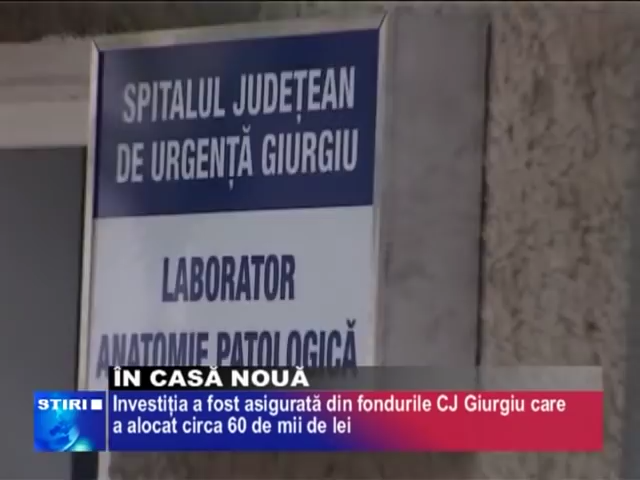 SPITALUL JUDEȚEAN
DE URGENȚĂ GIURGIU
LABORATOR
ANATOMIE PATOLOGICĂ
ÎN CASĂ NOUĂ
ȘTIRI
Investiția a fost asigurată din fondurile CJ Giurgiu care
a alocat circa 60 de mii de lei